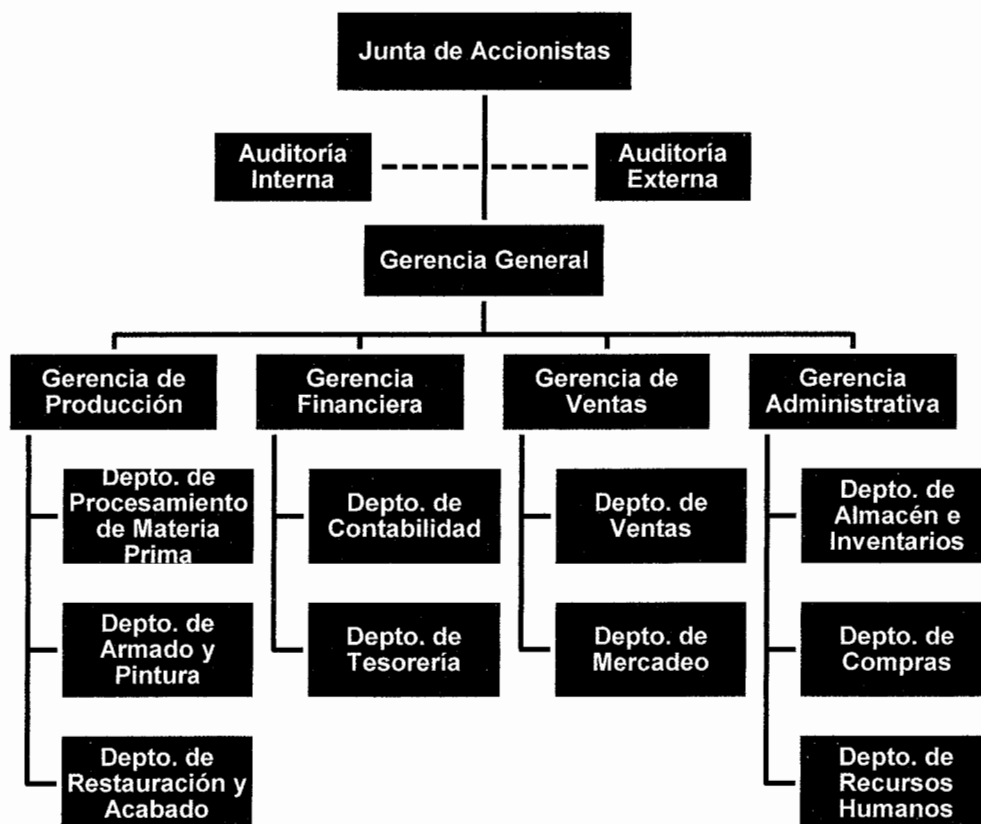 Junta de Accionistas
Auditoría
Interna
Auditoría
Externa
Gerencia General
Gerencia de
Producción
Gerencia
Financiera
Gerencia de
Ventas
Gerencia
Administrativa
Depto. de
Procesamiento
de Materia
Prima
Depto. de
Contabilidad
Depto. de
Ventas
Depto. de
Almacén e
Inventarios
Depto. de
Armado y
Pintura
Depto. de
Tesorería
Depto. de
Mercadeo
Depto. de
Compras
Depto. de
Restauración y
Acabado
Depto. de
Recursos
Humanos